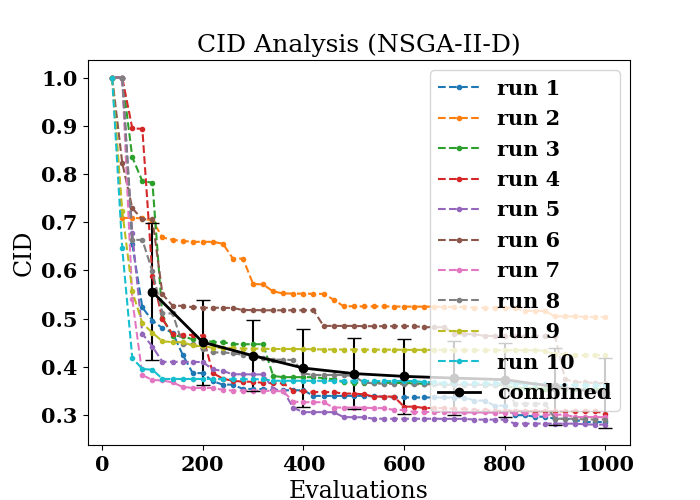 CID Analysis (NSGA-II-D)
1.0
0.9
0.8
0.7
0.6
0.5
0.4
0.3
CID
run 1
run 2
run 3
run 4
run 5
run 6
run 7
run 8
run 9
run 10
combined
0 200 400 600 800 1000
Evaluations